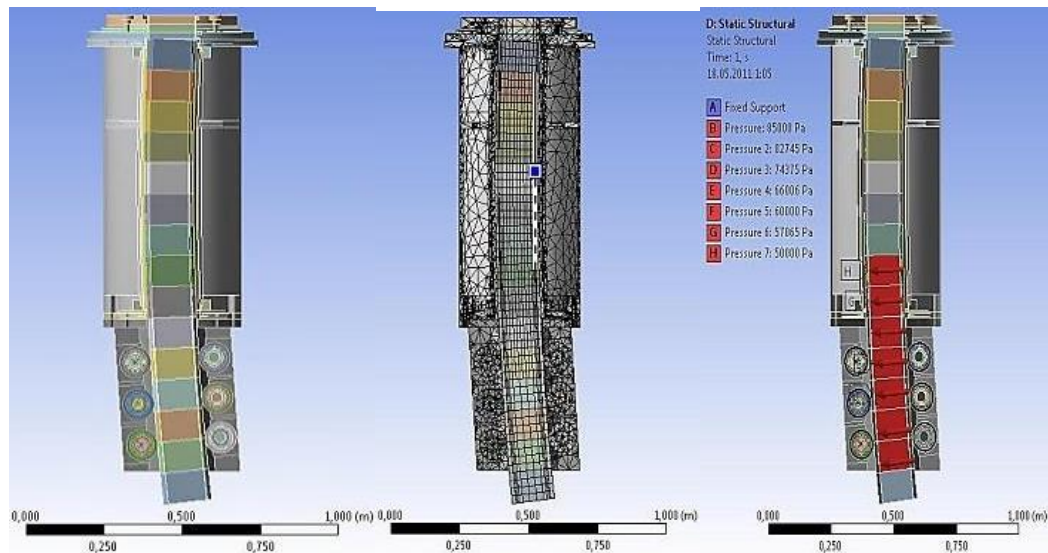 D: Static Structural
Static Structural
Time: 1, s
18.05.2011 1:05
A Fixed Support
B Pressure: 85000 Pa
C Pressure 2: 82745 Pa
D Pressure 3: 74375 Pa
E Pressure 4: 66006 Pa
F Pressure 5: 60000 Pa
G Pressure 6: 57065 Pa
H Pressure 7: 50000 Pa
H
G
0,000 0,500 1,000 (m)
0,250 0,750
0,000 0,500 1,000 (m)
0,250 0,750
0,000 0,500 1,000 (m)
0,250 0,750